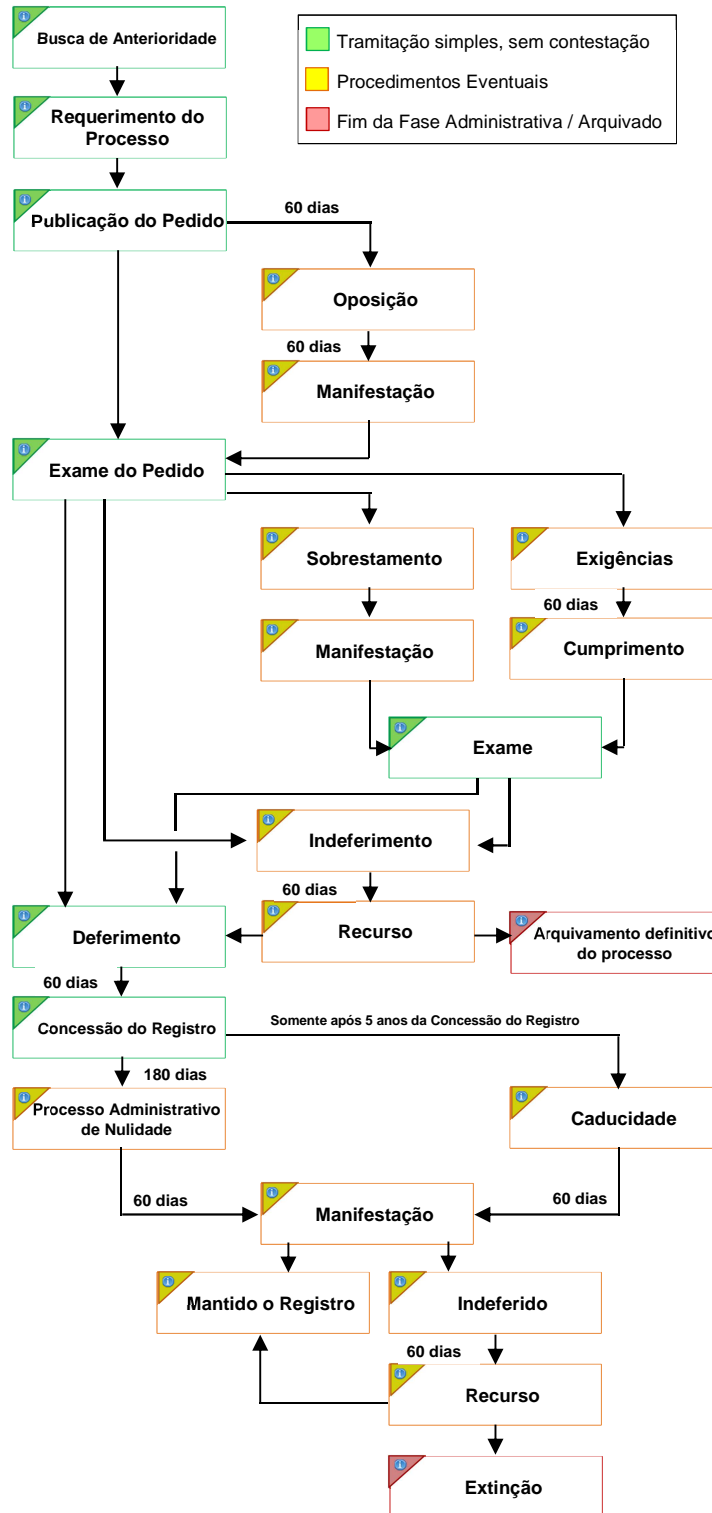 Busca de Anterioridade
Tramitação simples, sem contestação
Procedimentos Eventuais
Fim da Fase Administrativa / Arquivado
Requerimento do
Processo
Publicação do Pedido
60 dias
Oposição
60 dias
Manifestação
Exame do Pedido
Sobrestamento
Exigências
60 dias
Manifestação
Cumprimento
Exame
Indeferimento
60 dias
Deferimento
Recurso
Arquivamento definitivo
do processo
60 dias
Concessão do Registro
Somente após 5 anos da Concessão do Registro
180 dias
Processo Administrativo
de Nulidade
Caducidade
60 dias
Manifestação
60 dias
Mantido o Registro
Indeferido
60 dias
Recurso
Extinção